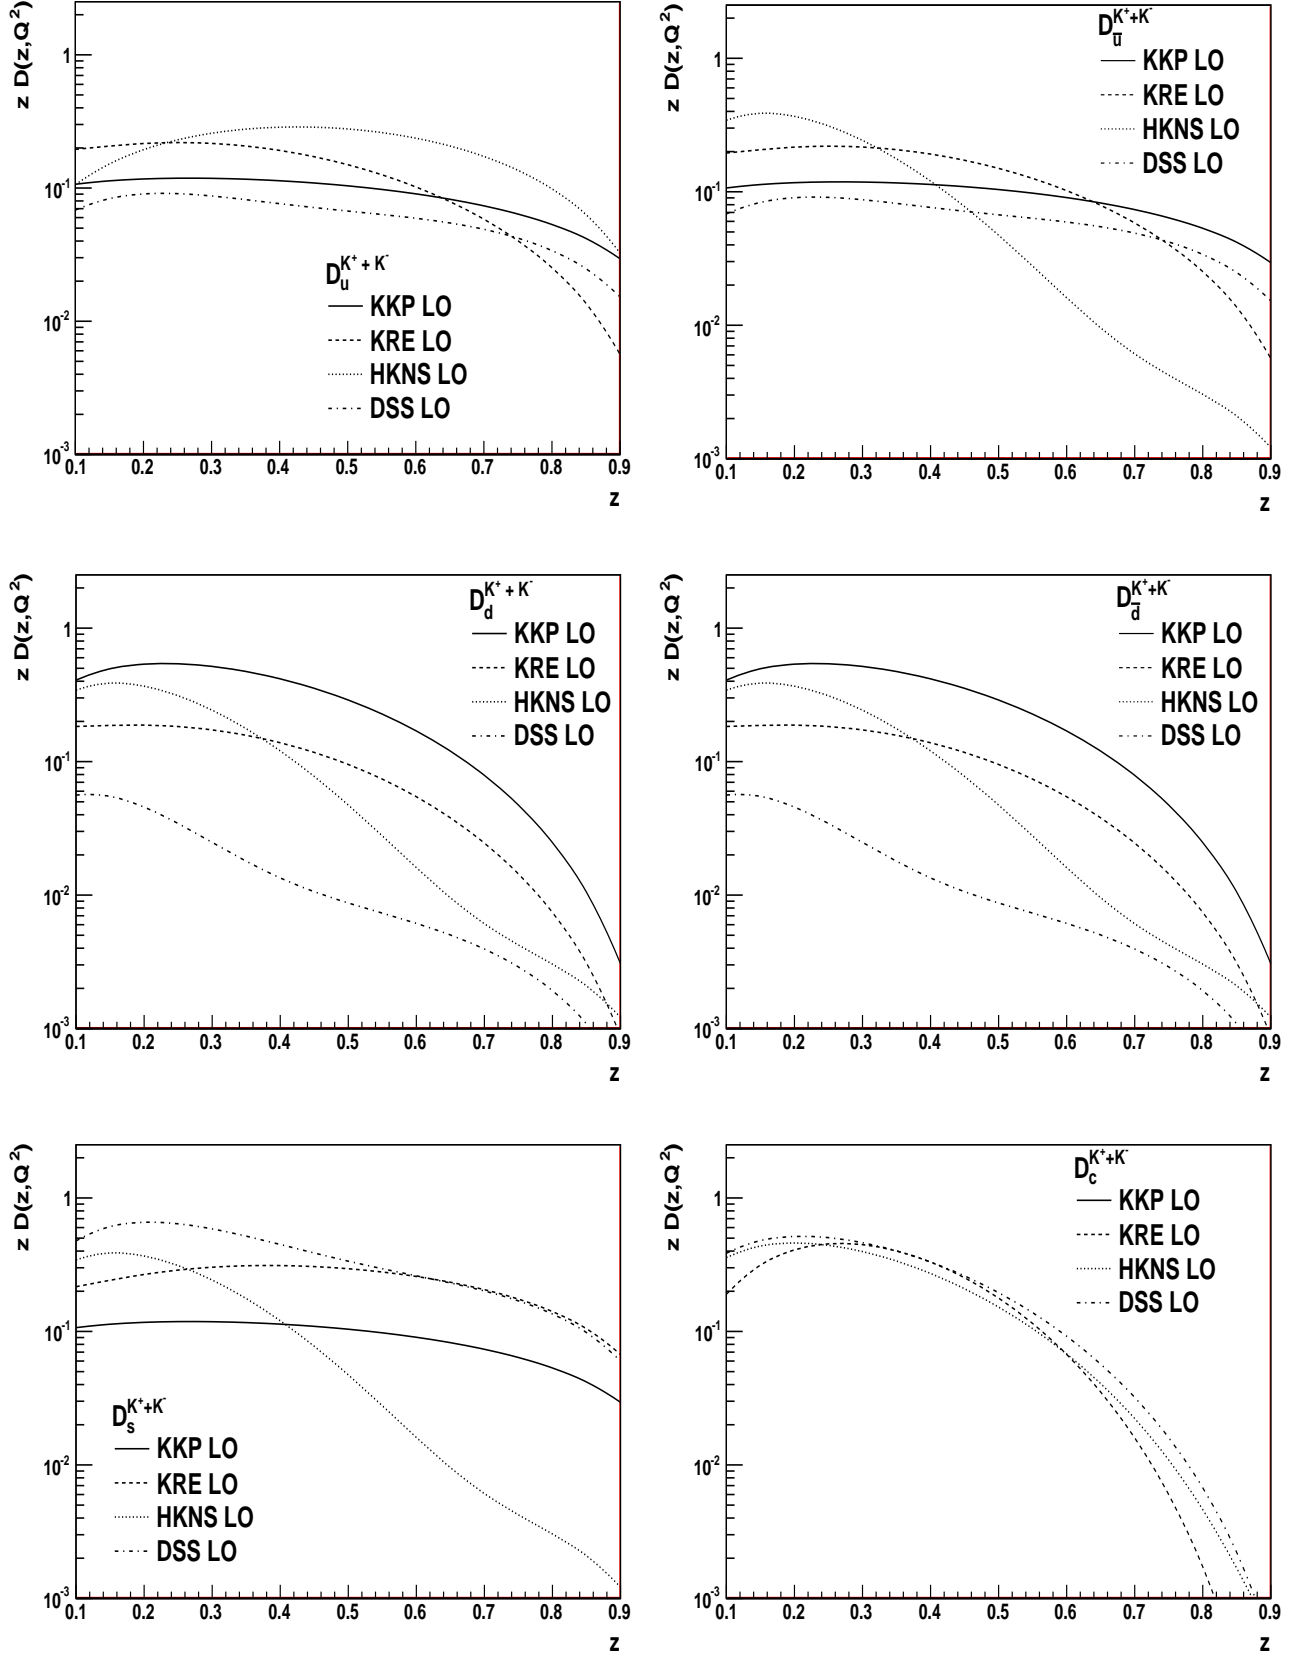 z D(z,Q²)
1
10⁻¹
10⁻²
10⁻³
D_u^{K⁺ + K⁻}
KKP LO
KRE LO
HKNS LO
DSS LO
0.1 0.2 0.3 0.4 0.5 0.6 0.7 0.8 0.9
z
z D(z,Q²)
1
10⁻¹
10⁻²
10⁻³
D_u̅^{K⁺+K⁻}
KKP LO
KRE LO
HKNS LO
DSS LO
0.1 0.2 0.3 0.4 0.5 0.6 0.7 0.8 0.9
z
z D(z,Q²)
1
10⁻¹
10⁻²
10⁻³
D_d^{K⁺ + K⁻}
KKP LO
KRE LO
HKNS LO
DSS LO
0.1 0.2 0.3 0.4 0.5 0.6 0.7 0.8 0.9
z
z D(z,Q²)
1
10⁻¹
10⁻²
10⁻³
D_d̅^{K⁺+K⁻}
KKP LO
KRE LO
HKNS LO
DSS LO
0.1 0.2 0.3 0.4 0.5 0.6 0.7 0.8 0.9
z
z D(z,Q²)
1
10⁻¹
10⁻²
10⁻³
D_s^{K⁺+K⁻}
KKP LO
KRE LO
HKNS LO
DSS LO
0.1 0.2 0.3 0.4 0.5 0.6 0.7 0.8 0.9
z
z D(z,Q²)
1
10⁻¹
10⁻²
10⁻³
D_c^{K⁺+K⁻}
KKP LO
KRE LO
HKNS LO
DSS LO
0.1 0.2 0.3 0.4 0.5 0.6 0.7 0.8 0.9
z